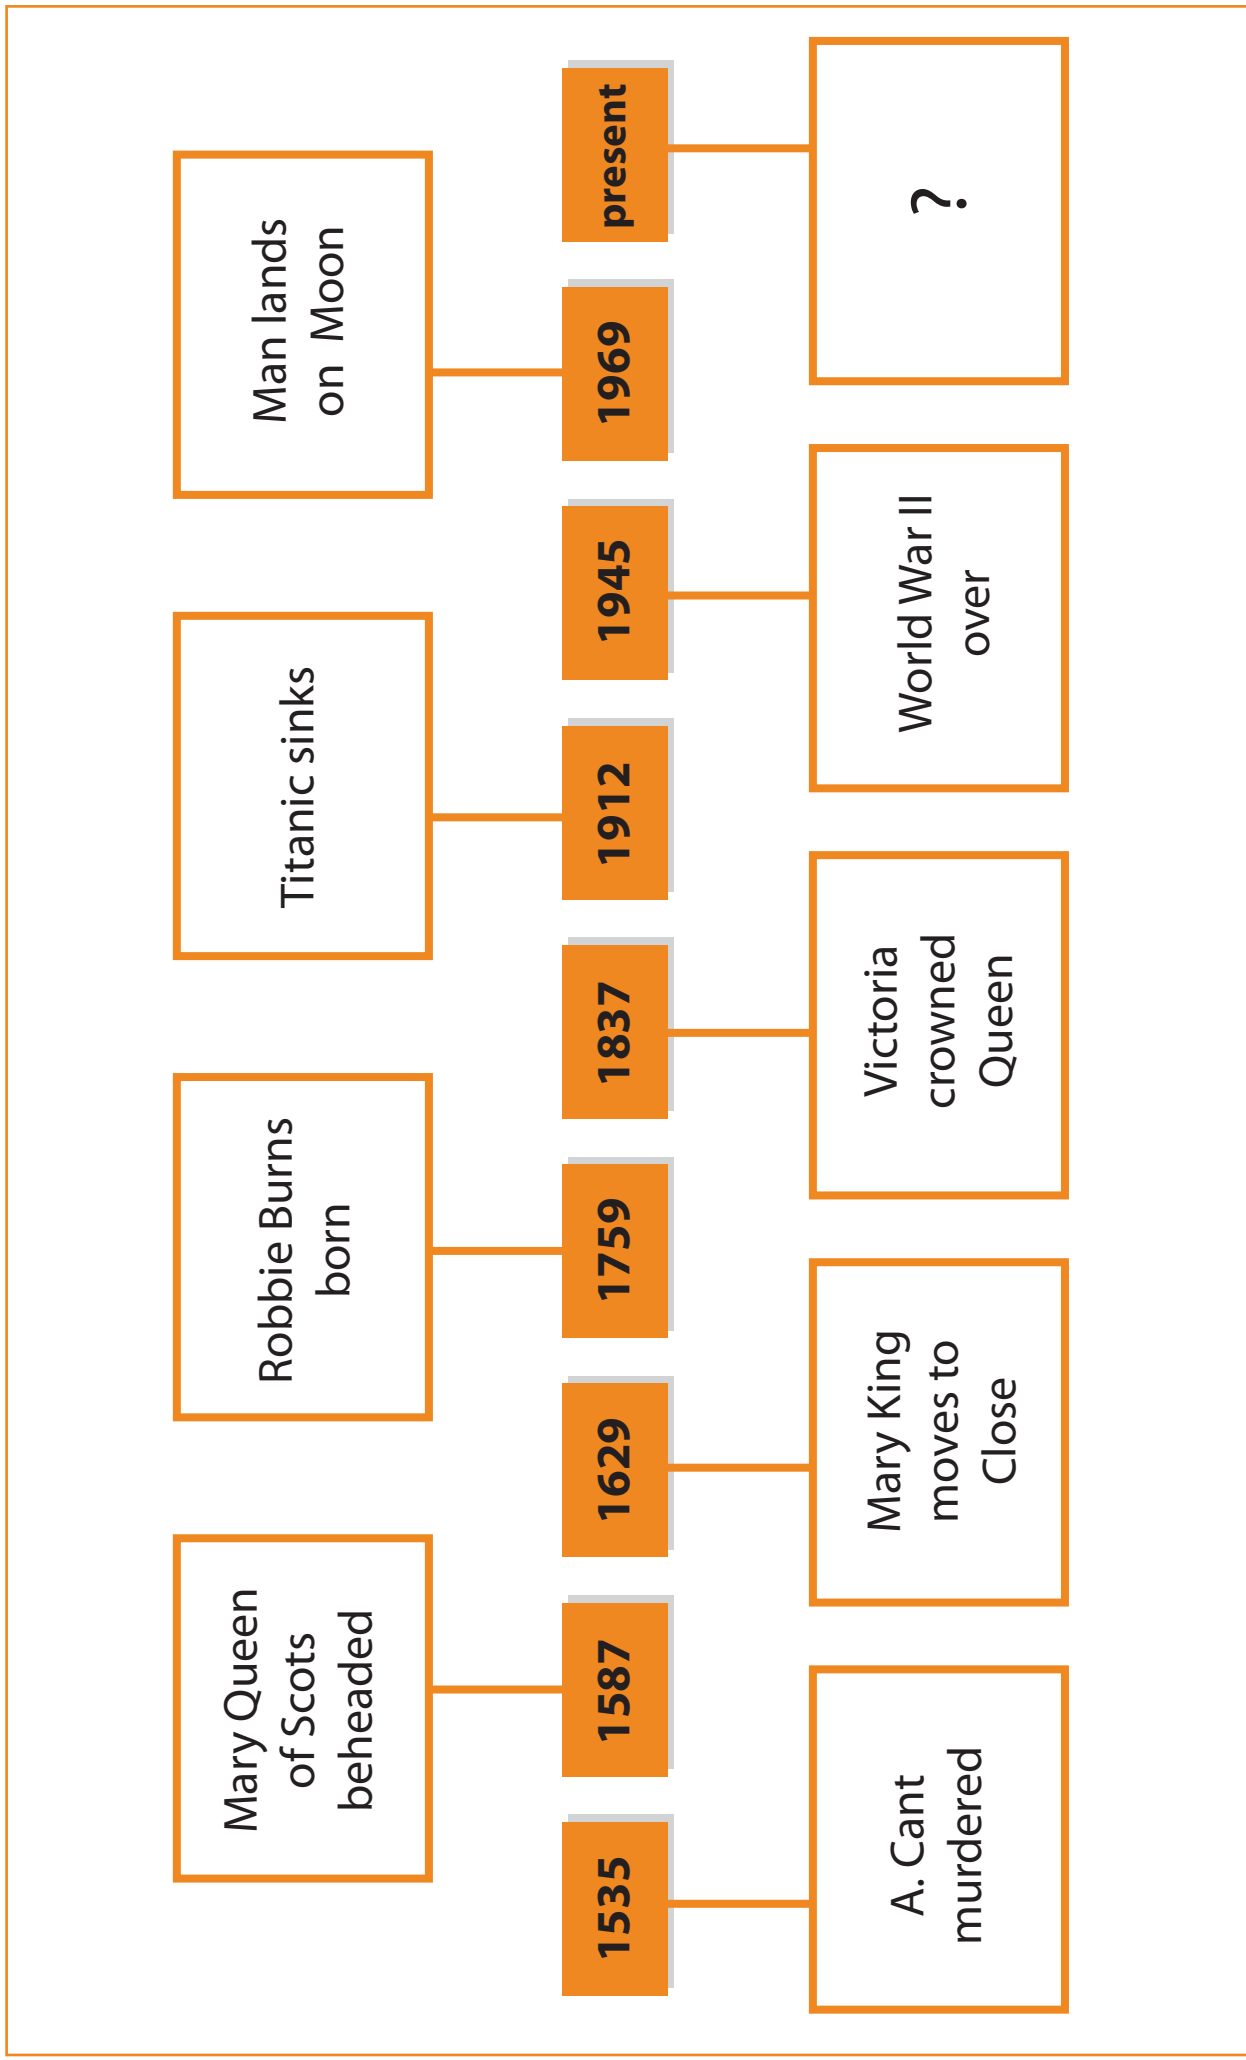 Mary Queen
of Scots
beheaded
Robbie Burns
born
Titanic sinks
Man lands
on Moon
1535
1587
1629
1759
1837
1912
1945
1969
present
A. Cant
murdered
Mary King
moves to
Close
Victoria
crowned
Queen
World War II
over
?